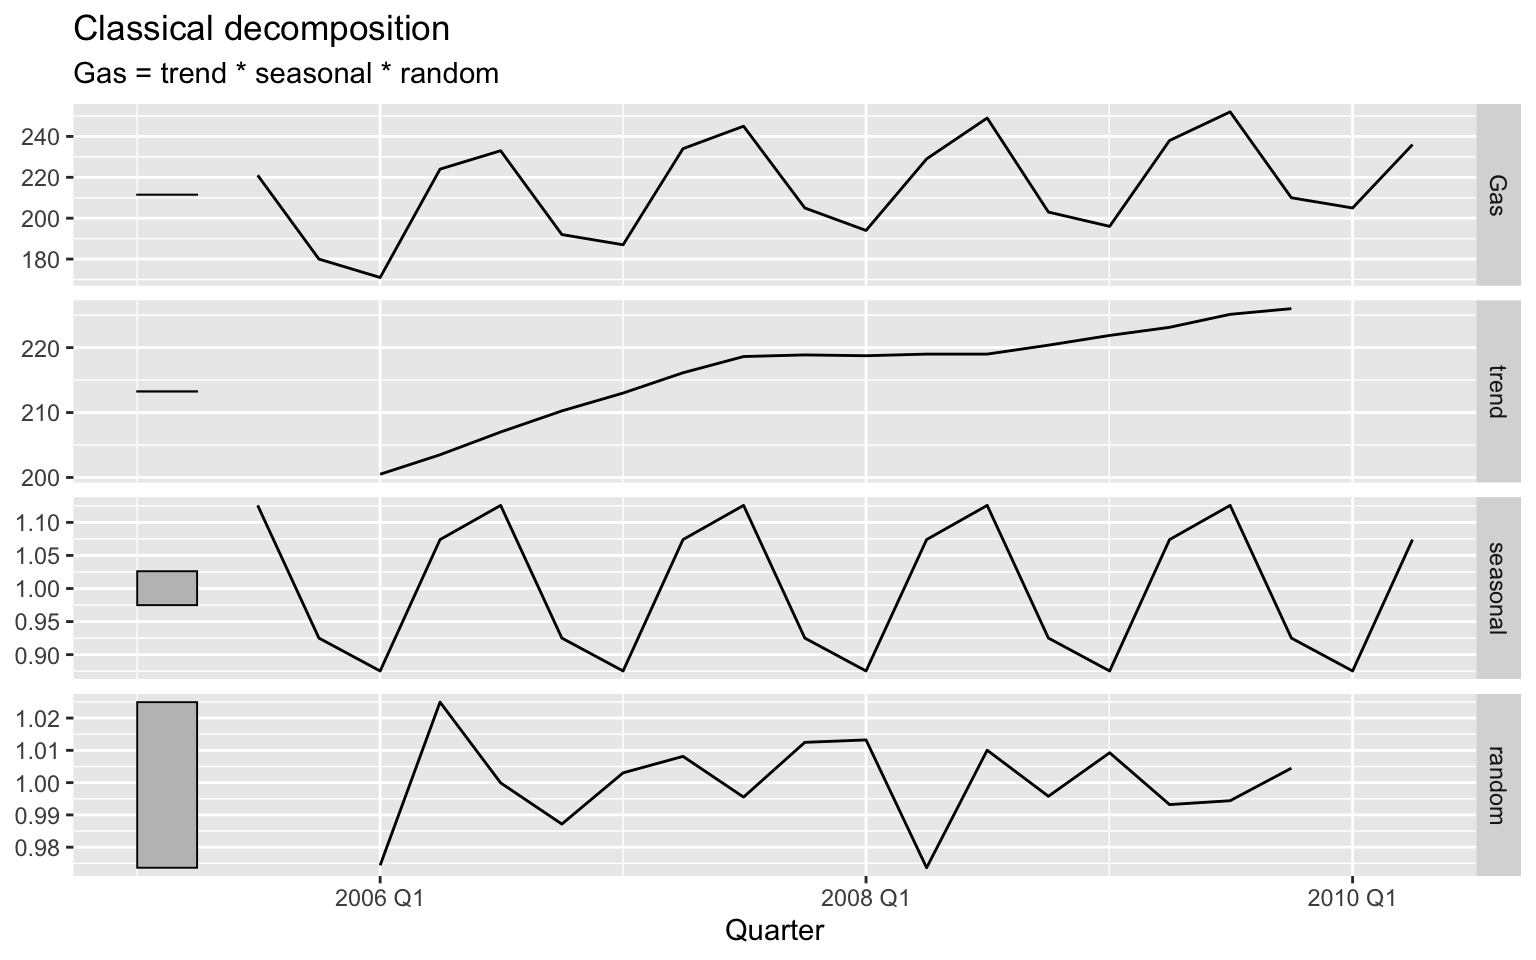 Classical decomposition
Gas = trend * seasonal * random
240
220
200
180
Gas
220
210
200
trend
1.10
1.05
1.00
0.95
0.90
seasonal
1.02
1.01
1.00
0.99
0.98
random
2006 Q1 2008 Q1 2010 Q1
Quarter